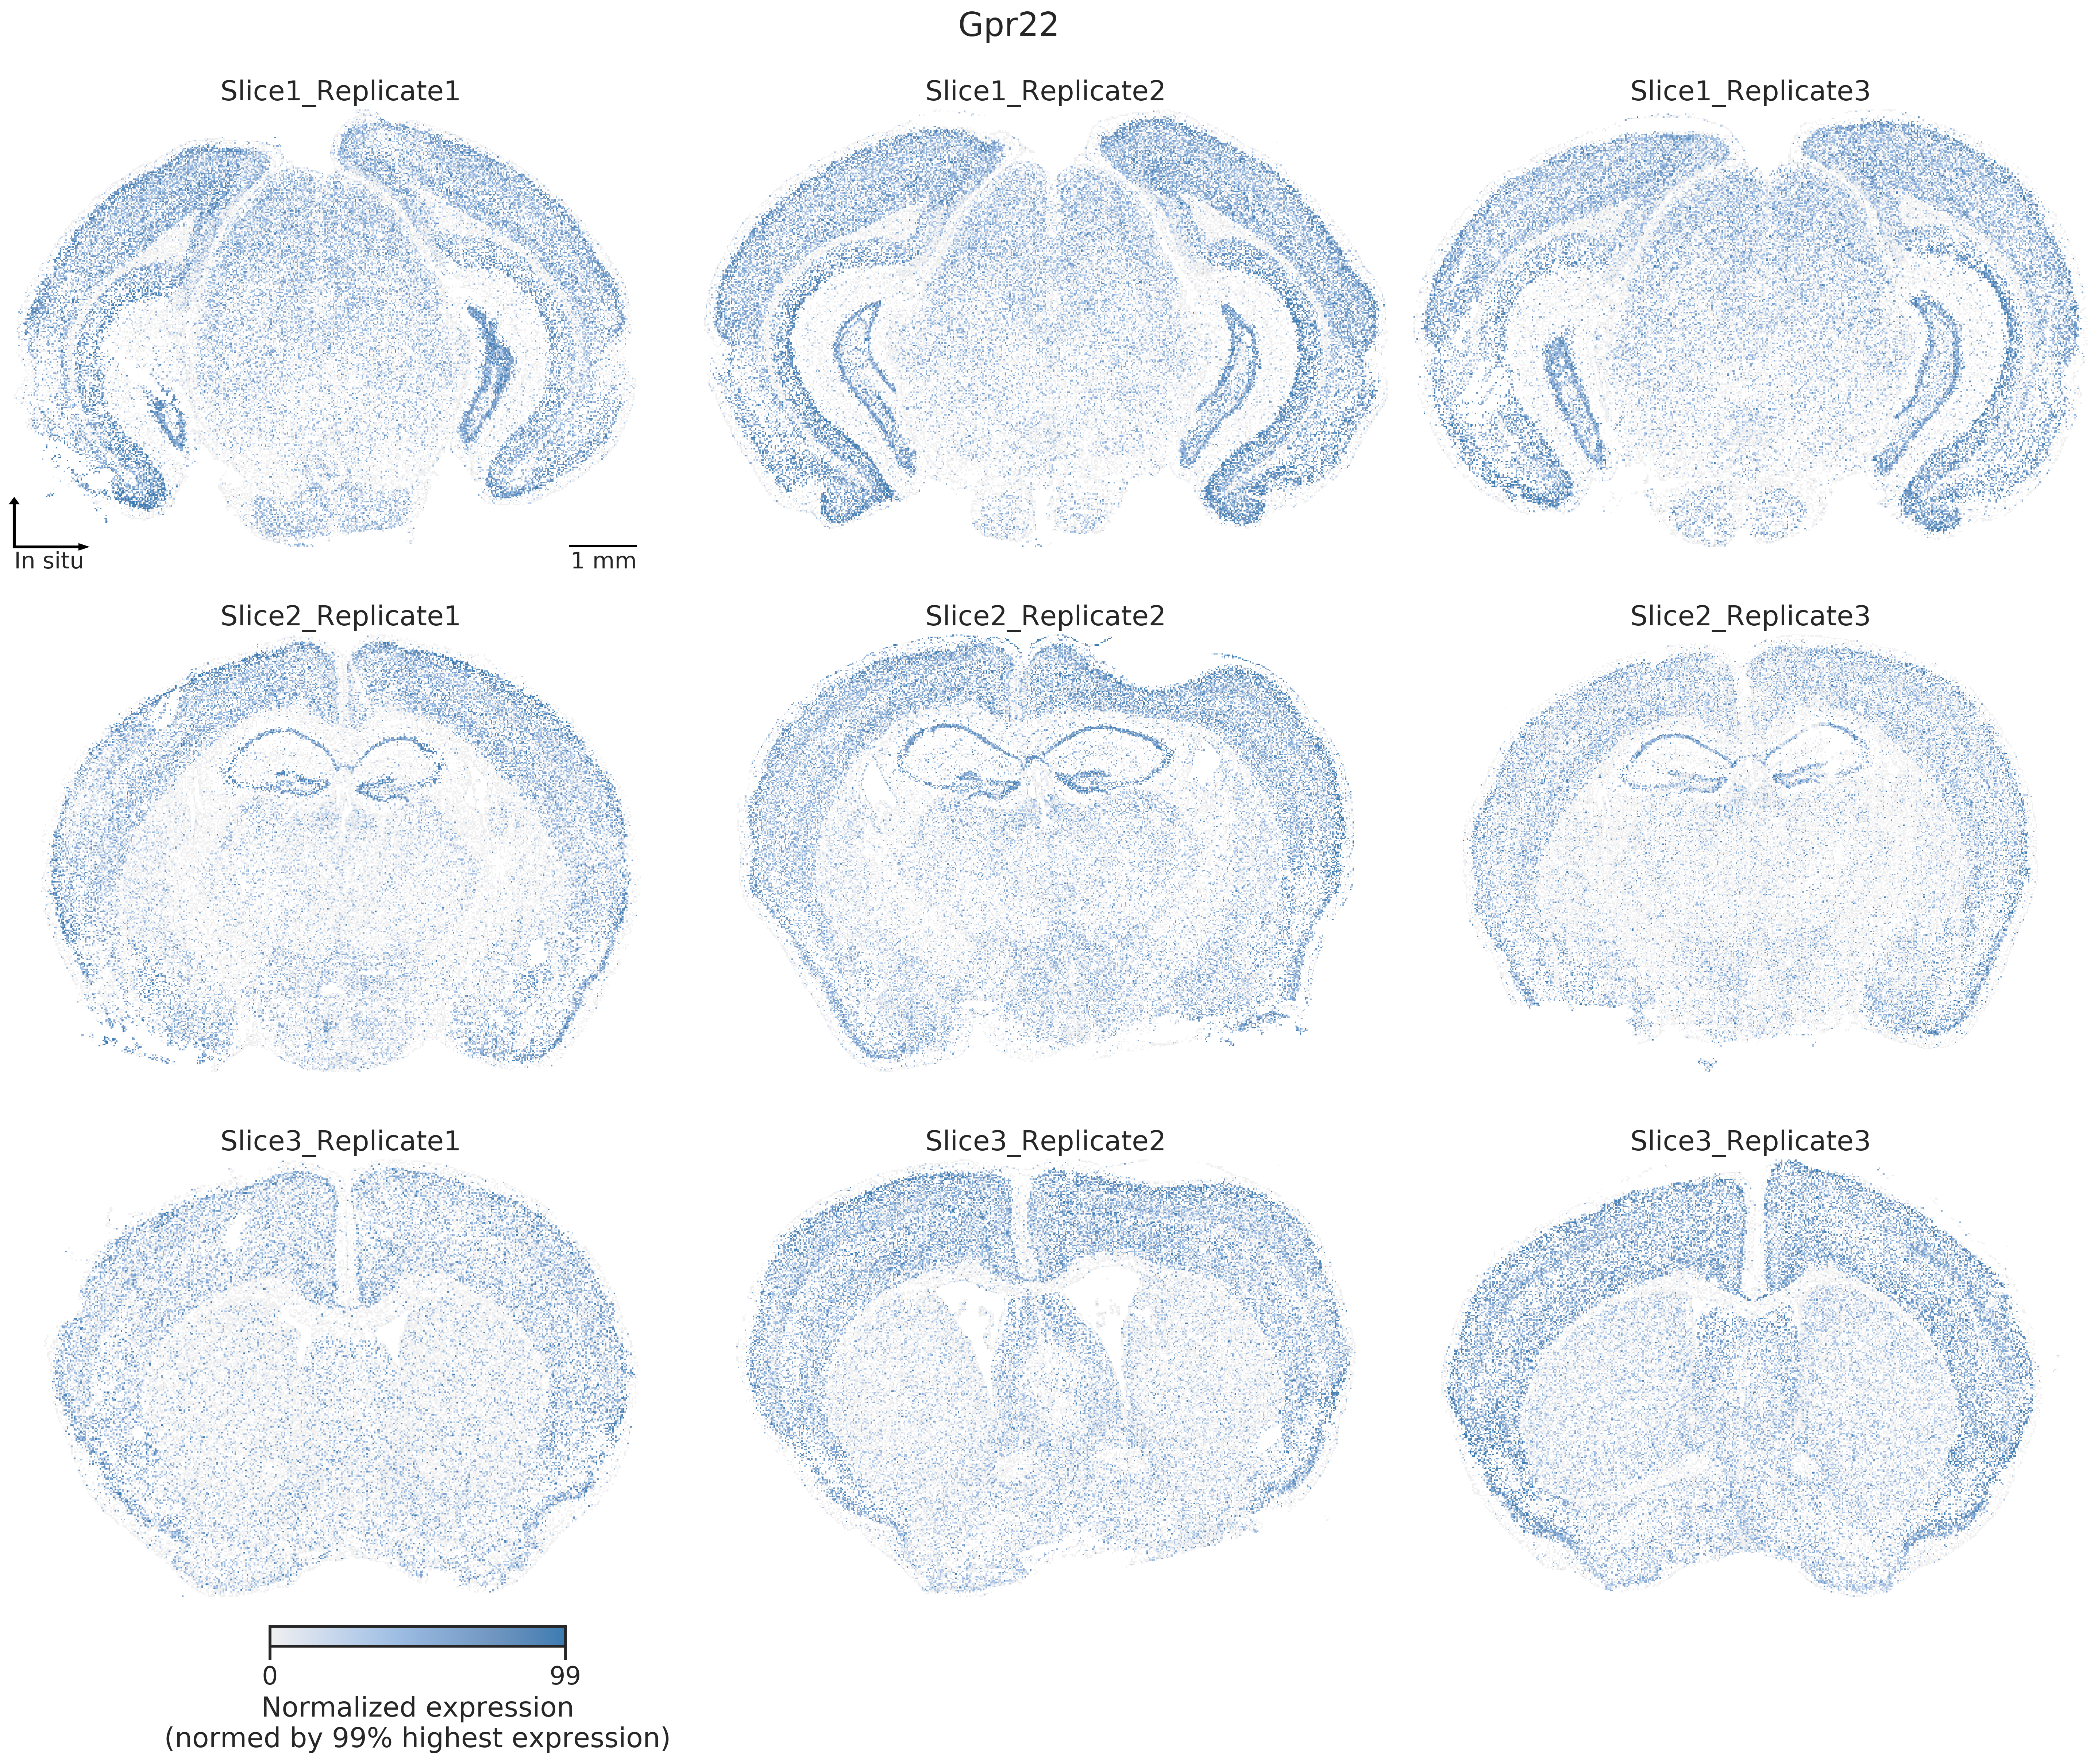 Gpr22
Slice1_Replicate1
Slice1_Replicate2
Slice1_Replicate3
In situ
1 mm
Slice2_Replicate1
Slice2_Replicate2
Slice2_Replicate3
Slice3_Replicate1
Slice3_Replicate2
Slice3_Replicate3
0
99
Normalized expression
(normed by 99% highest expression)